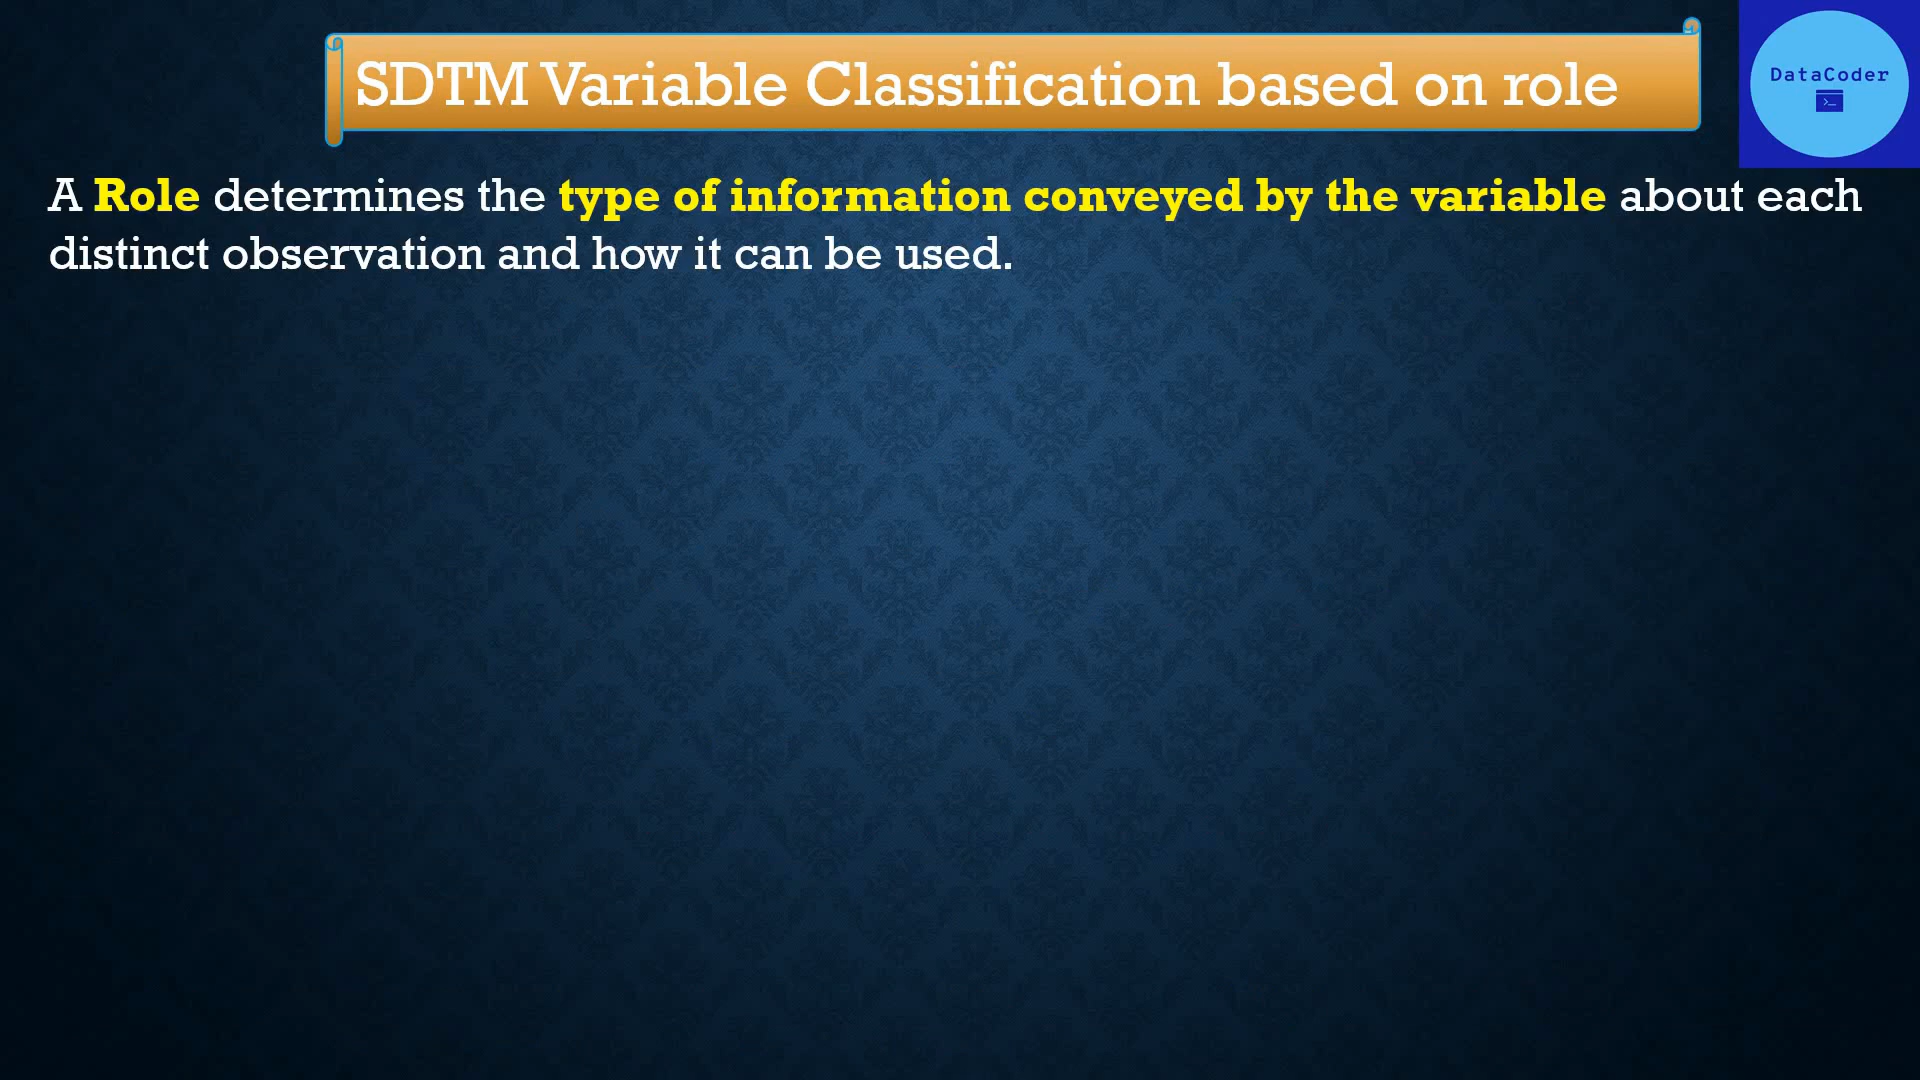 SDTM Variable Classification based on role
DataCoder
>_
A Role determines the type of information conveyed by the variable about each
distinct observation and how it can be used.